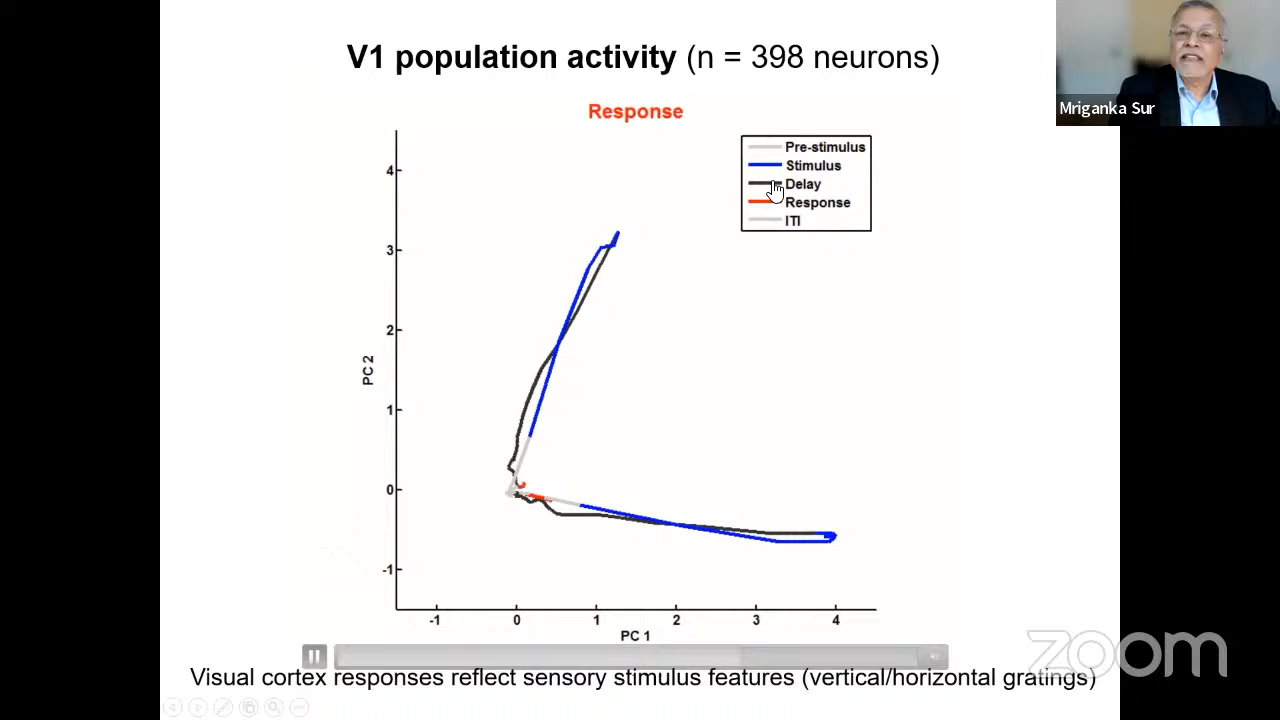 V1 population activity (n = 398 neurons)
Mriganka Sur
Response
Pre-stimulus
Stimulus
Delay
Response
ITI
4
3
2
1
0
-1
PC 2
-1
0
1
2
3
4
PC 1
zoom
Visual cortex responses reflect sensory stimulus features (vertical/horizontal gratings)